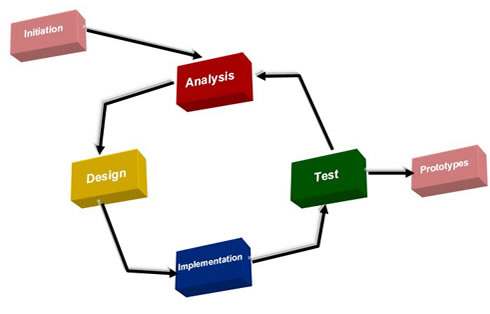 Initiation
Analysis
Design
Test
Prototypes
Implementation